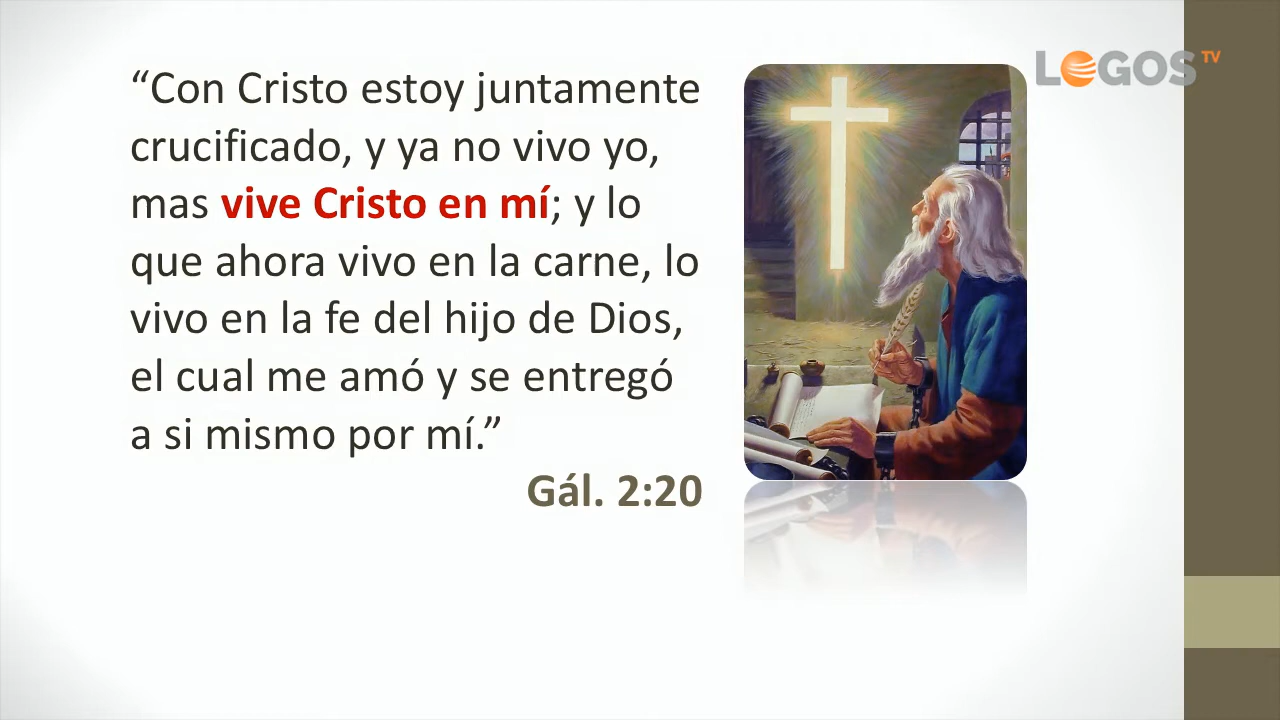 “Con Cristo estoy juntamente
crucificado, y ya no vivo yo,
mas vive Cristo en mí; y lo
que ahora vivo en la carne, lo
vivo en la fe del hijo de Dios,
el cual me amó y se entregó
a si mismo por mí.”
Gál. 2:20
LOGOS TV